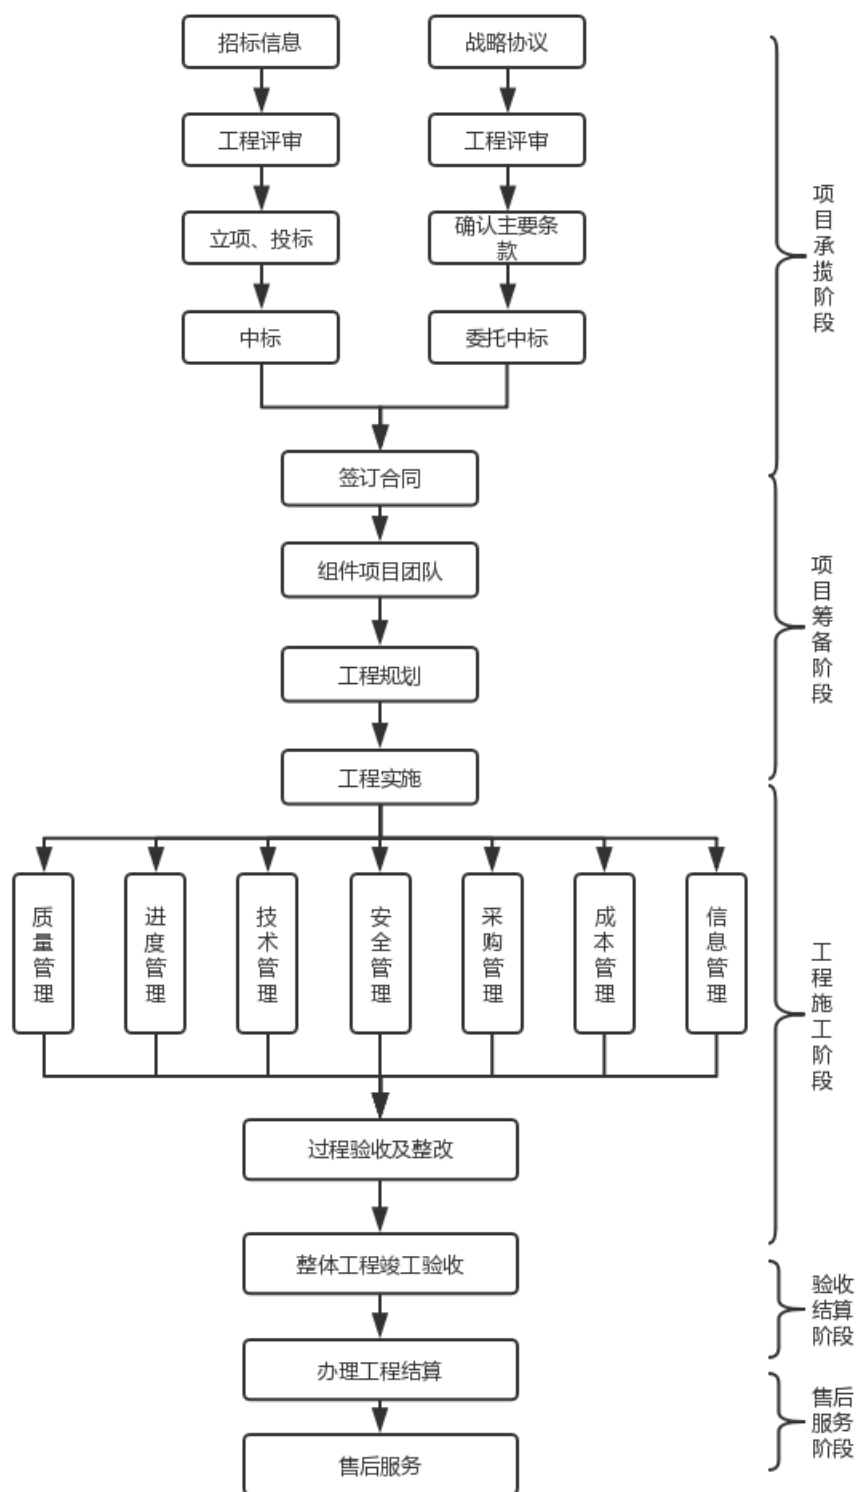 招标信息
战略协议
工程评审
工程评审
立项、投标
确认主要条
款
中标
委托中标
项目承揽阶段
签订合同
组件项目团队
工程规划
工程实施
项目筹备阶段
质量管理
进度管理
技术管理
安全管理
采购管理
成本管理
信息管理
工程施工阶段
过程验收及整改
整体工程竣工验收
验收
结算
阶段
办理工程结算
售后
服务
阶段
售后服务